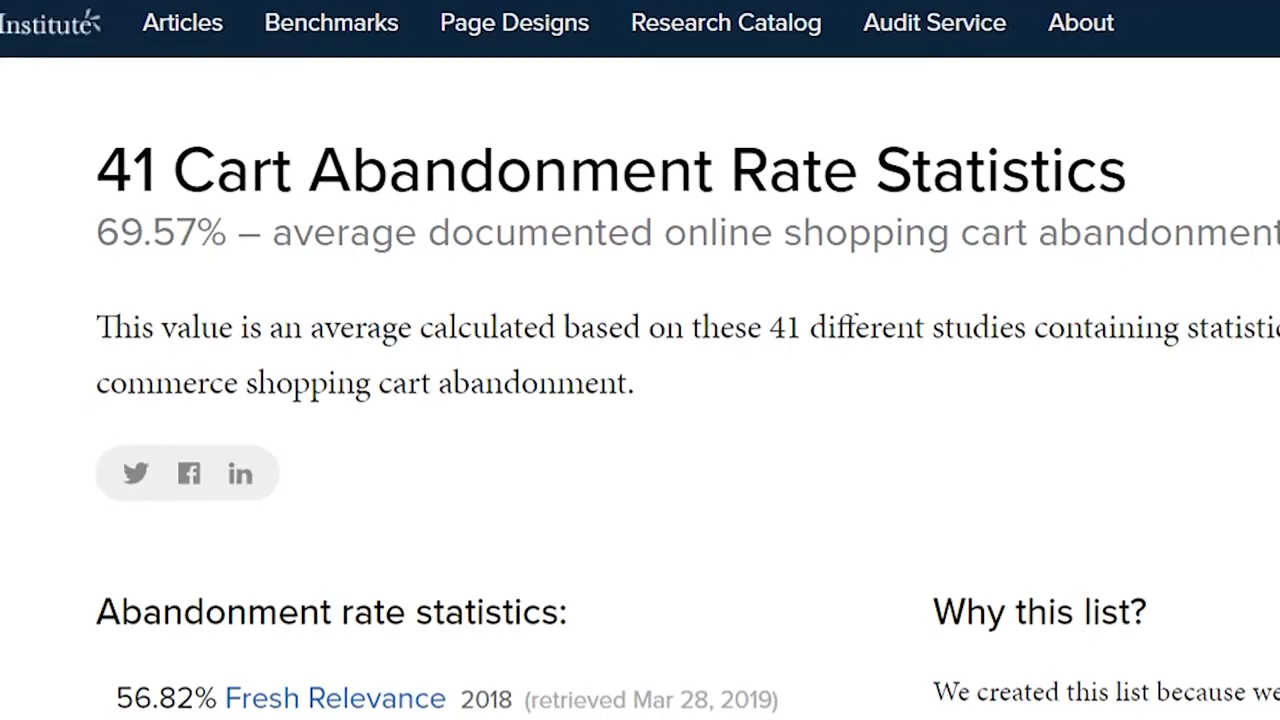 Institute
Articles Benchmarks Page Designs Research Catalog Audit Service About
41 Cart Abandonment Rate Statistics
69.57% – average documented online shopping cart abandonment
This value is an average calculated based on these 41 different studies containing
commerce shopping cart abandonment.
Abandonment rate statistics:
Why this list?
56.82% Fresh Relevance 2018 (retrieved Mar 28, 2019)
We created this list because we